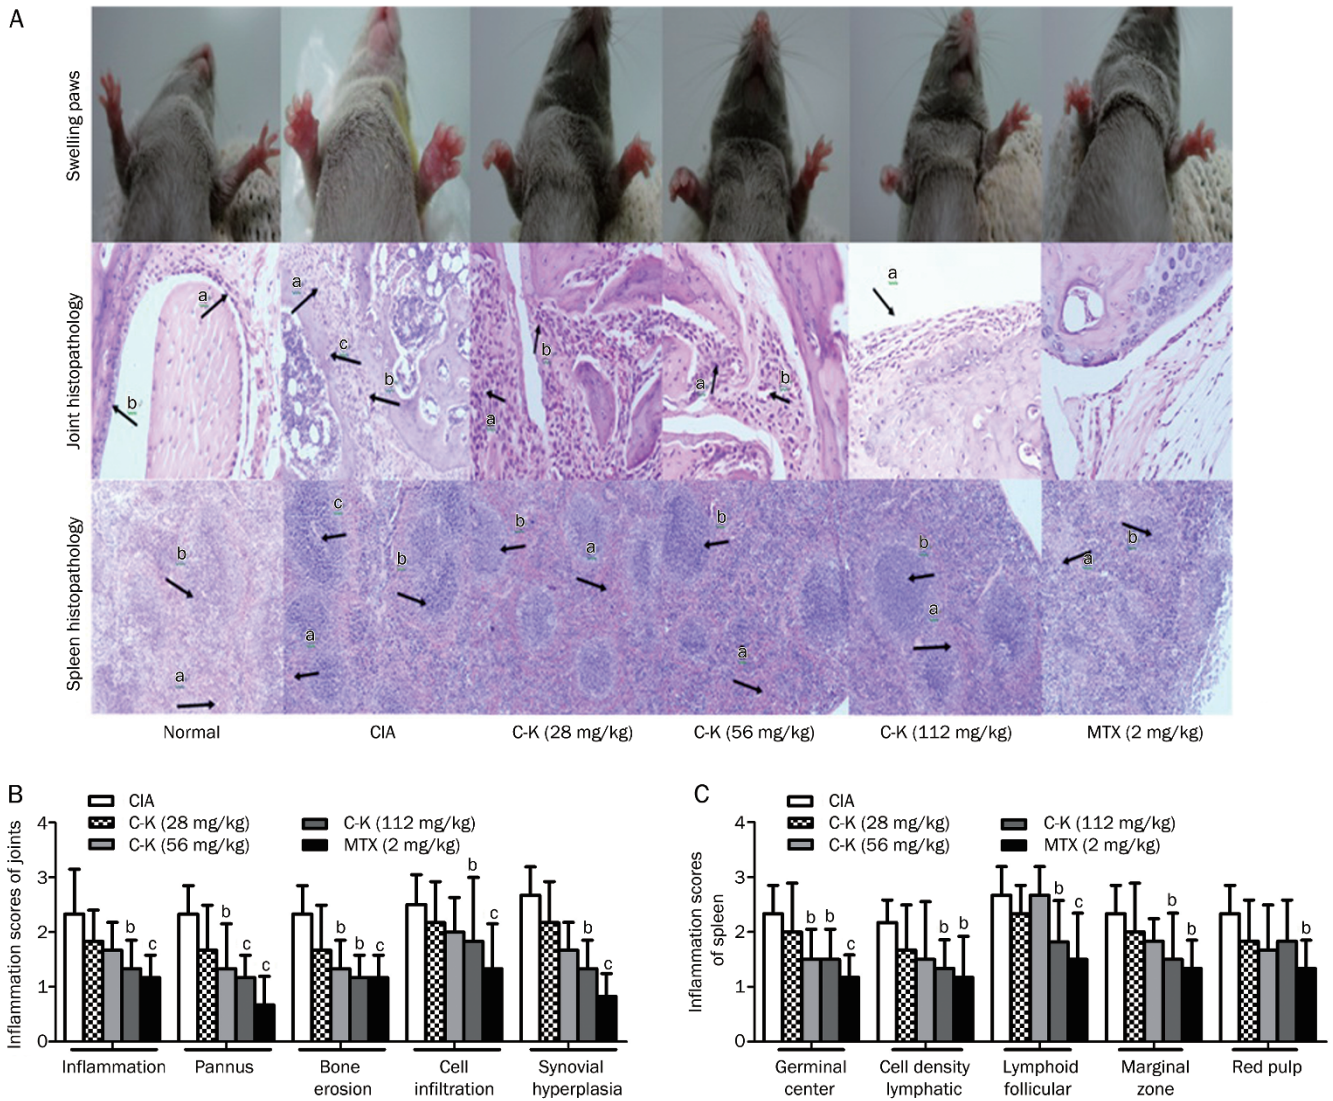 A
Swelling paws
Joint histopathology
a
b
a
c
b
b
a
a
b
a
Spleen histopathology
b
a
c
b
a
b
a
b
a
b
a
b
a
Normal
CIA
C-K (28 mg/kg)
C-K (56 mg/kg)
C-K (112 mg/kg)
MTX (2 mg/kg)
B
CIA
C-K (28 mg/kg)
C-K (56 mg/kg)
C-K (112 mg/kg)
MTX (2 mg/kg)
Inflammation scores of joints
4
3
2
1
0
b
c
b
c
c
b
b
c
b
c
b
c
Inflammation
Pannus
Bone
erosion
Cell
infiltration
Synovial
hyperplasia
C
CIA
C-K (28 mg/kg)
C-K (56 mg/kg)
C-K (112 mg/kg)
MTX (2 mg/kg)
Inflammation scores
of spleen
4
3
2
1
0
b
b
c
b
b
b
c
b
b
b
Germinal
center
Cell density
lymphatic
Lymphoid
follicular
Marginal
zone
Red pulp